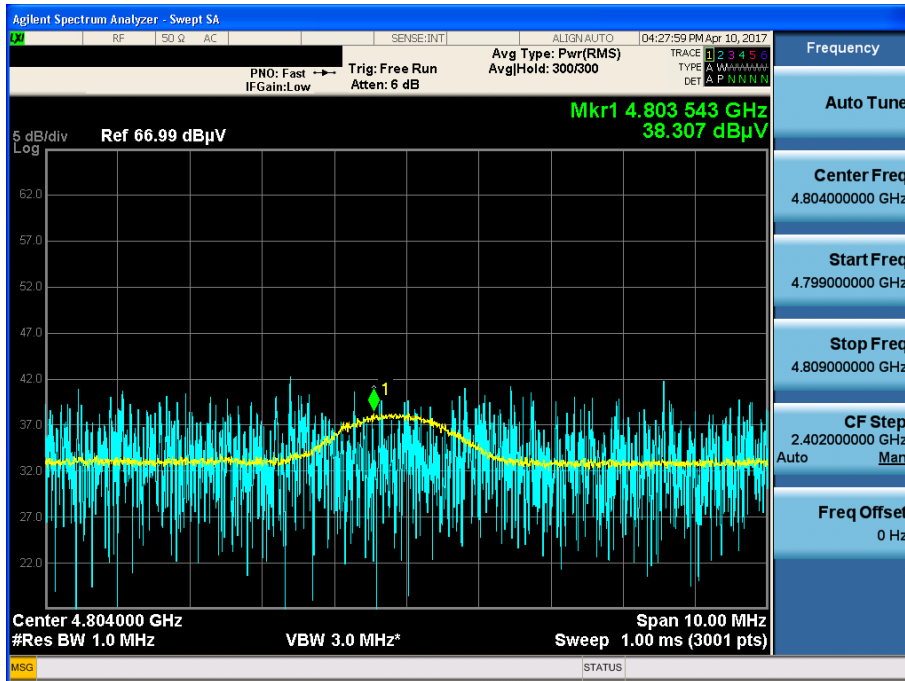 Agilent Spectrum Analyzer - Swept SA
LXI RF 50 Ω AC SENSE:INT ALIGN AUTO 04:27:59 PM Apr 10, 2017
PNO: Fast
IFGain:Low
Trig: Free Run
Atten: 6 dB
Avg Type: Pwr(RMS)
Avg|Hold: 300/300
TRACE 1 2 3 4 5 6
TYPE A WWWWW
DET A P N N N N
Mkr1 4.803 543 GHz
38.307 dBµV
5 dB/div Ref 66.99 dBµV
Log
62.0
57.0
52.0
47.0
42.0
37.0
32.0
27.0
22.0
1
Center 4.804000 GHz Span 10.00 MHz
#Res BW 1.0 MHz VBW 3.0 MHz* Sweep 1.00 ms (3001 pts)
MSG STATUS
Frequency
Auto Tune
Center Freq
4.804000000 GHz
Start Freq
4.799000000 GHz
Stop Freq
4.809000000 GHz
CF Step
2.402000000 GHz
Auto Man
Freq Offset
0 Hz